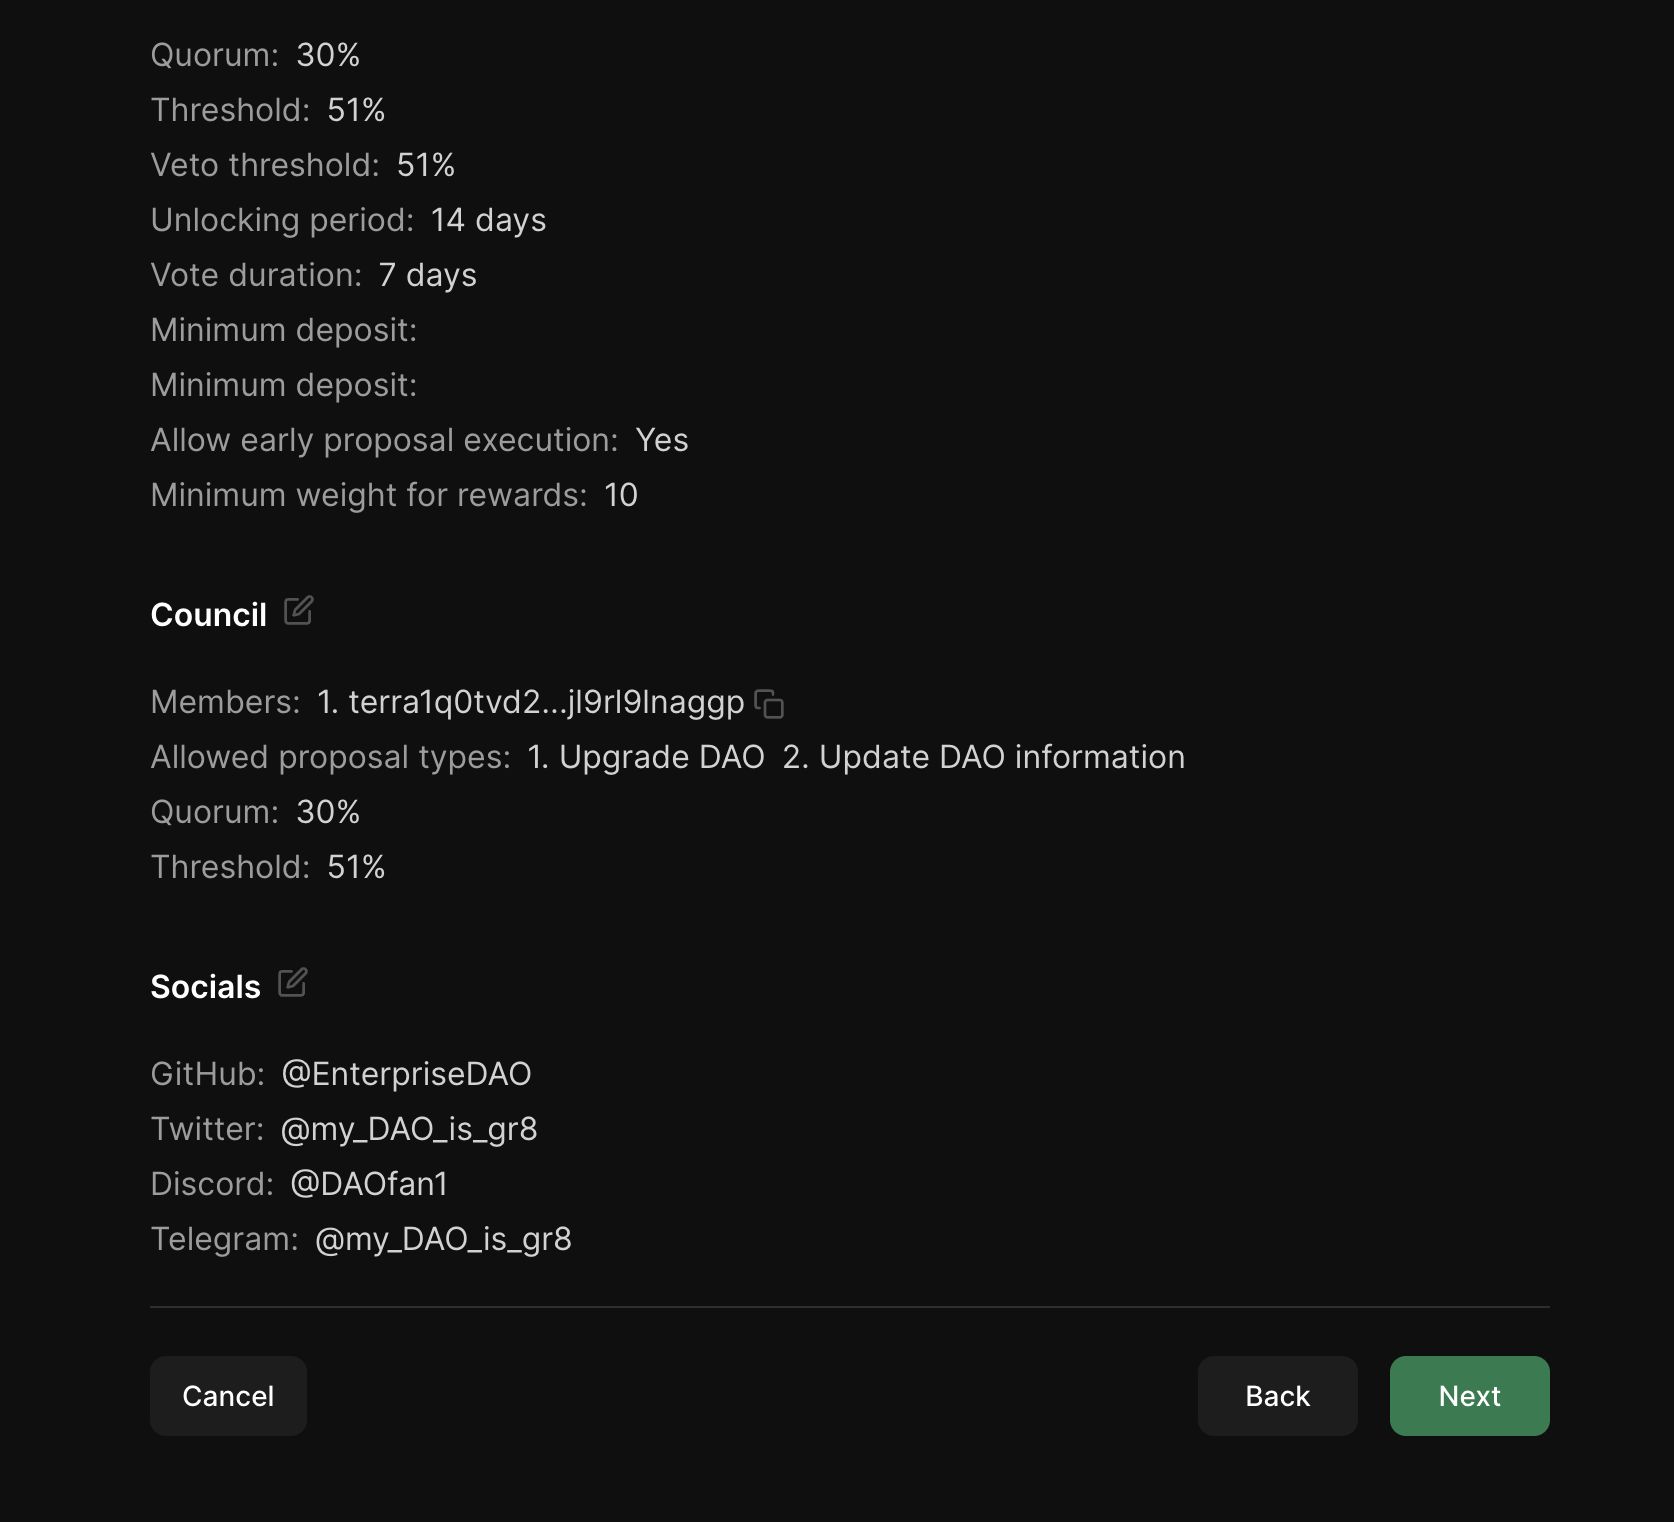 Quorum: 30%
Threshold: 51%
Veto threshold: 51%
Unlocking period: 14 days
Vote duration: 7 days
Minimum deposit:
Minimum deposit:
Allow early proposal execution: Yes
Minimum weight for rewards: 10
Council
Members: 1. terra1q0tvd2...jl9rl9lnaggp
Allowed proposal types: 1. Upgrade DAO 2. Update DAO information
Quorum: 30%
Threshold: 51%
Socials
GitHub: @EnterpriseDAO
Twitter: @my_DAO_is_gr8
Discord: @DAOfan1
Telegram: @my_DAO_is_gr8
Cancel Back Next